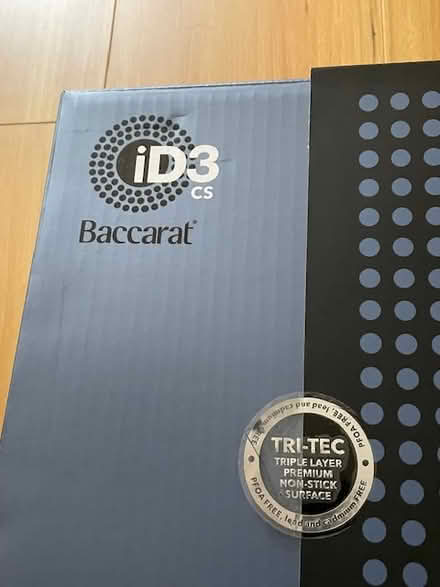 iD3
CS
Baccarat®
PFOA FREE, lead and cadmium FREE
TRI-TEC
TRIPLE LAYER
PREMIUM
NON-STICK
SURFACE
PFOA FREE, lead and cadmium FREE